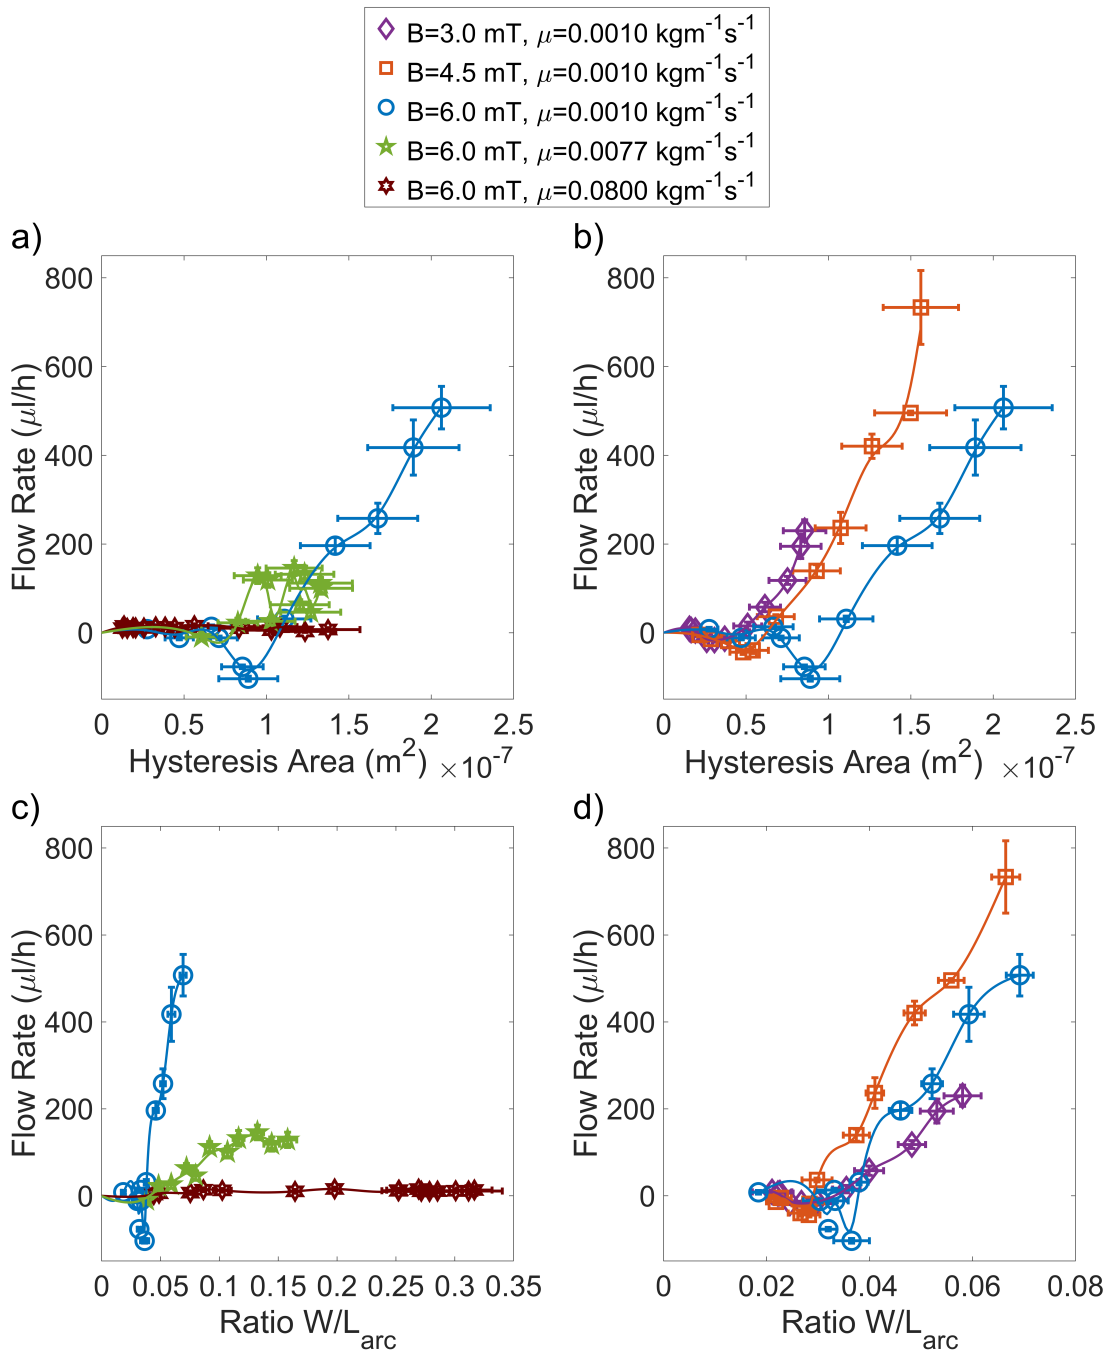 B=3.0 mT, μ=0.0010 kgm⁻¹s⁻¹
B=4.5 mT, μ=0.0010 kgm⁻¹s⁻¹
B=6.0 mT, μ=0.0010 kgm⁻¹s⁻¹
B=6.0 mT, μ=0.0077 kgm⁻¹s⁻¹
B=6.0 mT, μ=0.0800 kgm⁻¹s⁻¹
a)
800
600
400
200
0
Flow Rate (μl/h)
0 0.5 1 1.5 2 2.5
Hysteresis Area (m²) ×10⁻⁷
b)
800
600
400
200
0
Flow Rate (μl/h)
0 0.5 1 1.5 2 2.5
Hysteresis Area (m²) ×10⁻⁷
c)
800
600
400
200
0
Flow Rate (μl/h)
0 0.05 0.1 0.15 0.2 0.25 0.3 0.35
Ratio W/L_arc
d)
800
600
400
200
0
Flow Rate (μl/h)
0 0.02 0.04 0.06 0.08
Ratio W/L_arc